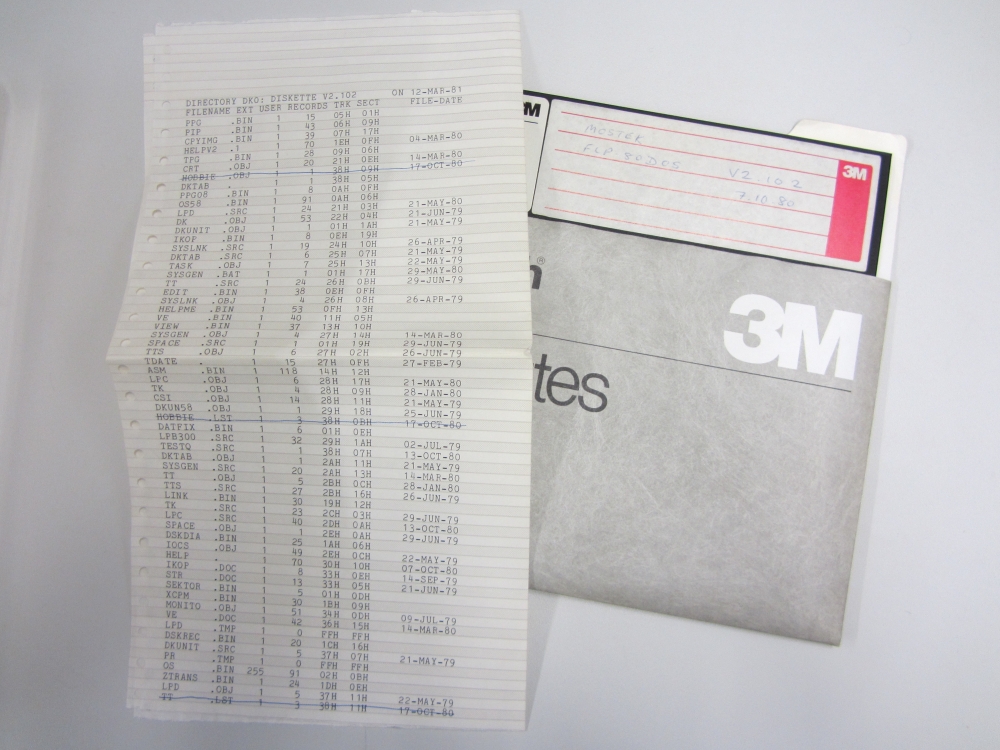 DIRECTORY DK0: DISKETTE V2.102 ON 12-MAR-81
FILENAME EXT USER RECORDS TRK SECT FILE-DATE
PPG .BIN 1 15 05H 01H
PIP .BIN 1 43 06H 09H
CPYIMG .BIN 1 39 07H 17H
HELPV2 .1 1 70 1EH 0FH 04-MAR-80
TPG .BIN 1 28 09H 06H
CRT .OBJ 1 20 21H 0EH 14-MAR-80
HOBBIE .OBJ 1 1 38H 09H 17-OCT-80
DKTAB . 1 1 38H 05H
PPG08 .BIN 1 8 0AH 0FH
OS58 .BIN 1 91 0AH 06H
LPD .SRC 1 24 21H 03H 21-MAY-80
DK .OBJ 1 53 22H 04H 21-JUN-79
DKUNIT .OBJ 1 1 01H 1AH 21-MAY-79
IKOP .BIN 1 8 0EH 19H
SYSLNK .SRC 1 19 24H 10H 26-APR-79
DKTAB .SRC 1 6 25H 07H 21-MAY-79
TASK .OBJ 1 7 25H 13H 22-MAY-79
SYSGEN .BAT 1 1 01H 17H 29-JUN-79
TT .SRC 1 24 26H 0BH 29-JUN-79
EDIT .BIN 1 38 0EH 0FH
SYSLNK .OBJ 1 4 26H 08H 26-APR-79
HELPME .BIN 1 53 0FH 13H
VE .BIN 1 40 11H 05H
VIEW .BIN 1 37 13H 10H
SYSGEN .OBJ 1 4 27H 14H 14-MAR-80
SPACE .SRC 1 1 01H 19H 29-JUN-79
TTS .OBJ 1 6 27H 02H 26-JUN-79
TDATE . 1 15 27H 0FH 27-FEB-79
ASM .BIN 1 118 14H 12H
LPC .OBJ 1 6 28H 17H 21-MAY-80
TK .OBJ 1 4 28H 09H 28-JAN-80
CSI .OBJ 1 14 28H 11H 21-MAY-79
DKUN58 .OBJ 1 1 29H 18H 25-JUN-79
HOBBIE .LST 1 3 38H 0BH 17-OCT-80
DATFIX .BIN 1 6 01H 0EH
LPB300 .SRC 1 32 29H 1AH 02-JUL-79
TESTQ .SRC 1 1 38H 07H 13-OCT-80
DKTAB .OBJ 1 1 2AH 11H 21-MAY-79
SYSGEN .SRC 1 20 2AH 13H 14-MAR-80
TT .OBJ 1 5 2BH 0CH 28-JAN-80
TTS .SRC 1 27 2BH 16H 26-JUN-79
LINK .BIN 1 30 19H 12H
TK .SRC 1 23 2CH 03H 29-JUN-79
LPC .SRC 1 40 2DH 0AH 13-OCT-80
SPACE .OBJ 1 1 2EH 0AH 29-JUN-79
DSKDIA .BIN 1 25 1AH 06H
IOCS .OBJ 1 49 2EH 0CH 22-MAY-79
HELP . 1 70 30H 10H 07-OCT-80
IKOP .DOC 1 8 33H 0EH 14-SEP-79
STR .DOC 1 13 33H 05H 21-JUN-79
SEKTOR .BIN 1 5 01H 0DH
XCPM .BIN 1 30 1BH 09H
MONITO .OBJ 1 51 34H 0DH 09-JUL-79
VE .DOC 1 42 36H 15H 14-MAR-80
LPD .TMP 1 0 FFH FFH
DSKREC .BIN 1 20 1CH 16H
DKUNIT .SRC 1 5 37H 07H 21-MAY-79
PR .TMP 1 0 FFH FFH
OS .BIN 255 91 02H 0BH
ZTRANS .BIN 1 24 1DH 0EH
LPD .OBJ 1 5 37H 11H 22-MAY-79
TT .LST 1 3 38H 11H 17-OCT-80
3M
MOSTEK
FLP 80DOS
V2.102
7.10 80
3M
tes